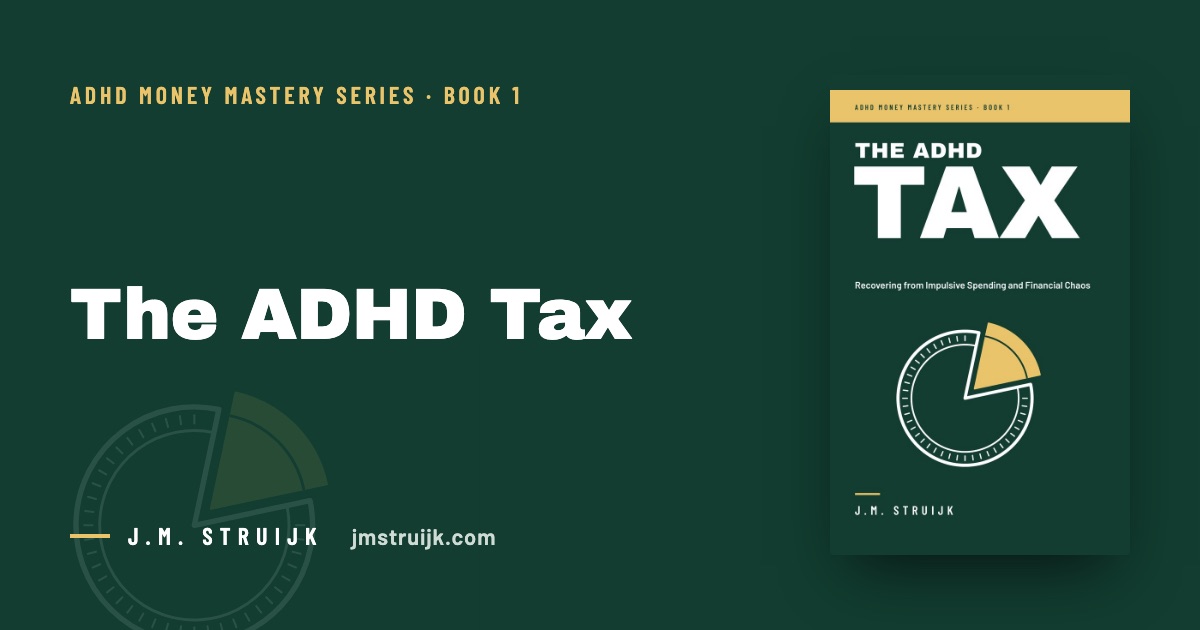 ADHD MONEY MASTERY SERIES · BOOK 1
The ADHD Tax
J.M. STRUIJK jmstruijk.com
ADHD MONEY MASTERY SERIES · BOOK 1
THE ADHD
TAX
Recovering from Impulsive Spending and Financial Chaos
J.M. STRUIJK